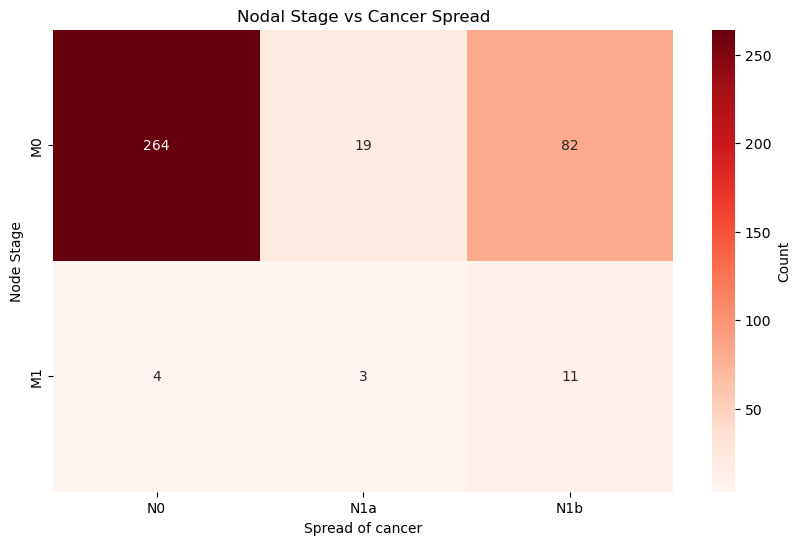 Nodal Stage vs Cancer Spread
Node Stage
M0
M1
264 19 82
4 3 11
N0 N1a N1b
Spread of cancer
250
200
150
100
50
Count